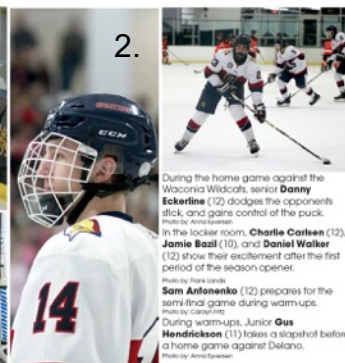 2.
SPARTANS
CCM
14
During the home game against the
Waconia Wildcats, senior Danny
Eckerline (12) dodges the opponents
stick, and gains control of the puck.
Photo by: Anna Syversen
In the locker room, Charlie Carlsen (12),
Jamie Bazil (10), and Daniel Walker
(12) show their excitement after the first
period of the season opener.
Photo by: Frank Landis
Sam Antonenko (12) prepares for the
semi-final game during warm-ups.
Photo by: Carolyn Fritz
During warm-ups, Junior Gus
Hendrickson (11) takes a slapshot before
a home game against Delano.
Photo by: Anna Syversen